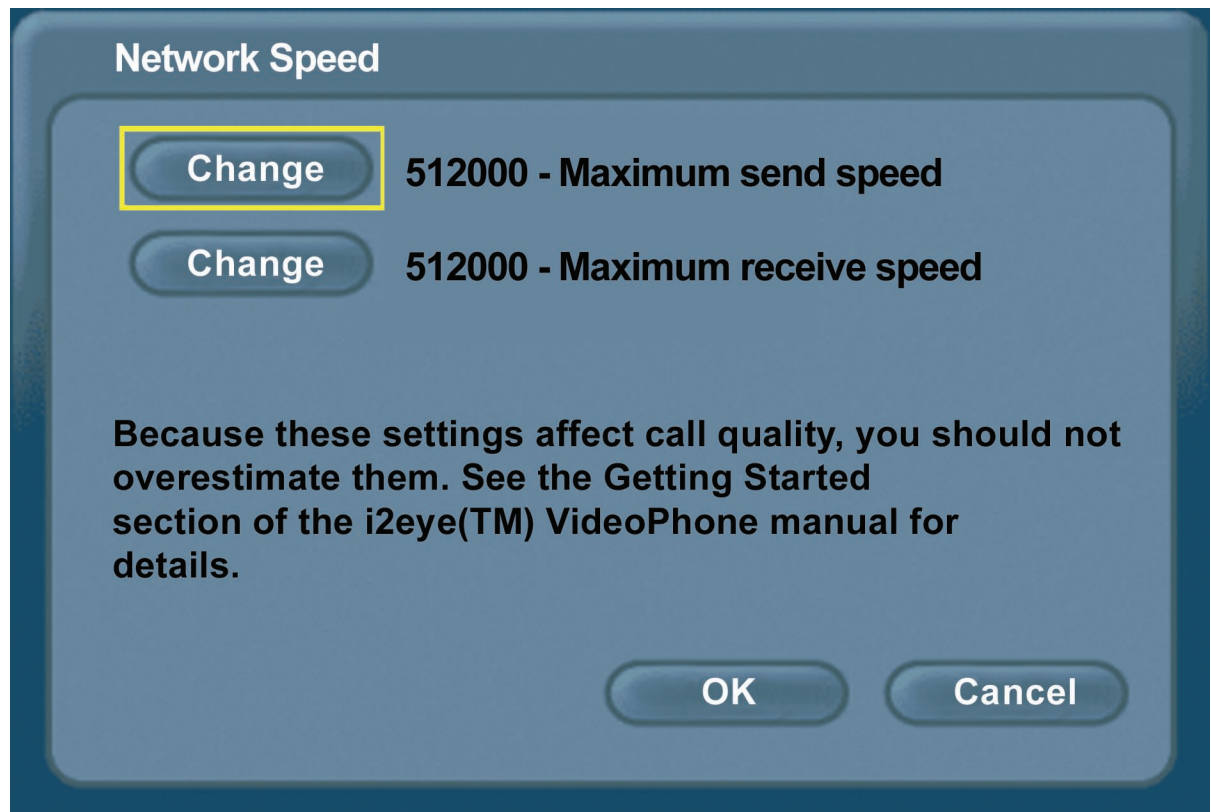 Network Speed
Change 512000 - Maximum send speed
Change 512000 - Maximum receive speed
Because these settings affect call quality, you should not
overestimate them. See the Getting Started
section of the i2eye(TM) VideoPhone manual for
details.
OK Cancel